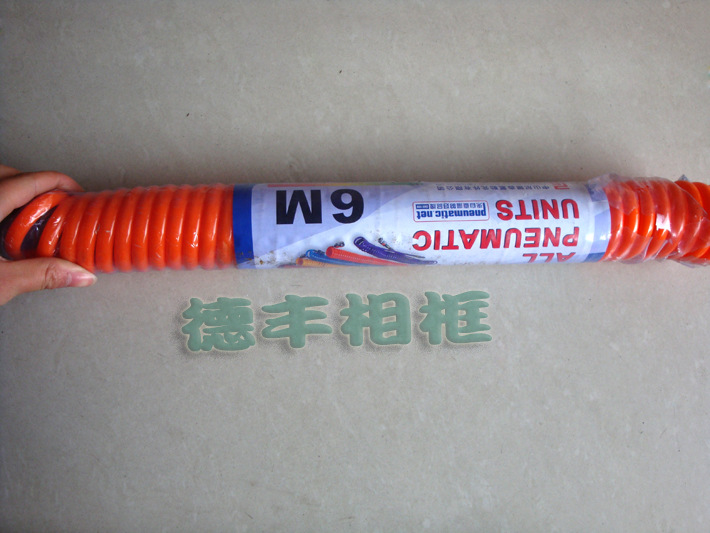 6M
ALL
PNEUMATIC
UNITS
pneumatic.net
德丰相框